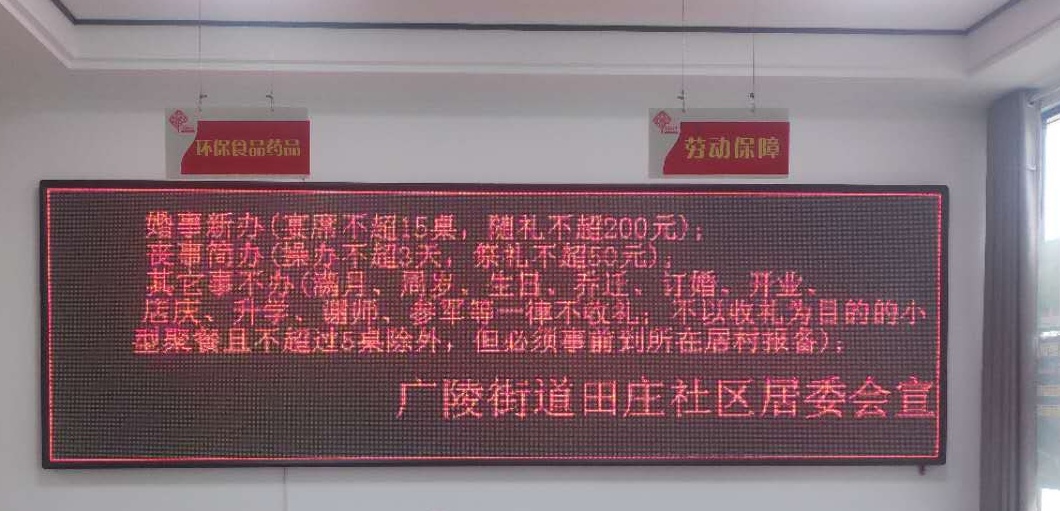 环保食品药品
劳动保障
婚事新办(宴席不超15桌，随礼不超200元)；
丧事简办(操办不超3天，祭礼不超50元)；
其它事不办(满月、周岁、生日、乔迁、订婚、开业、
店庆、升学、谢师、参军等一律不收礼；不以收礼为目的的小
型聚餐且不超过5桌除外，但必须事前到所在居村报备)；
广陵街道田庄社区居委会宣